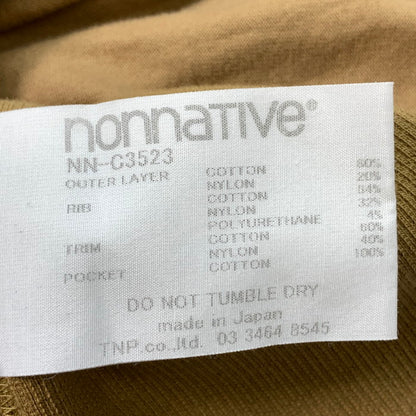 nonnative®
NN-C3523
OUTER LAYER COTTON 80%
NYLON 20%
RIB COTTON 64%
NYLON 32%
POLYURETHANE 4%
TRIM COTTON 60%
NYLON 40%
POCKET COTTON 100%
DO NOT TUMBLE DRY
made in Japan
TNP.co.,ltd. 03 3464 8545